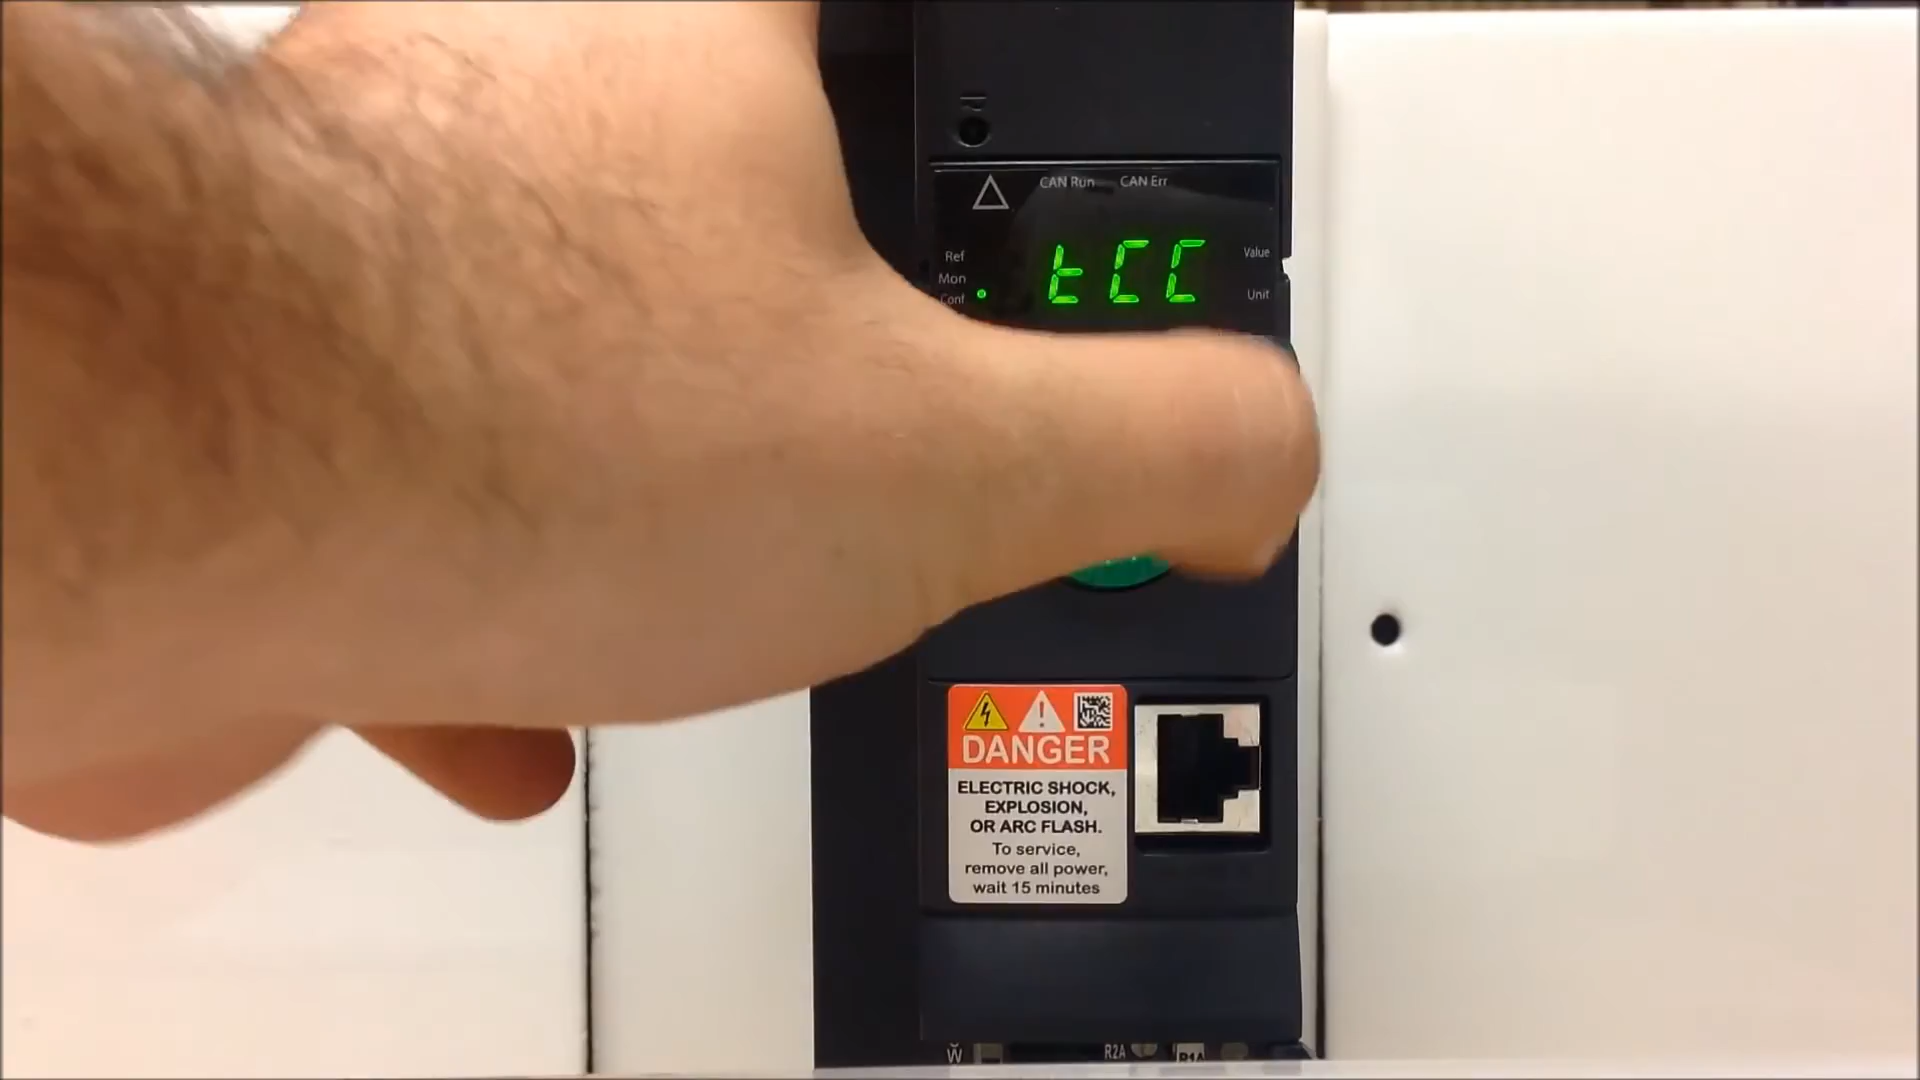 CAN Run CAN Err
Ref
Mon
Conf
tCC
Value
Unit
DANGER
ELECTRIC SHOCK,
EXPLOSION,
OR ARC FLASH.
To service,
remove all power,
wait 15 minutes
W R2A R1A